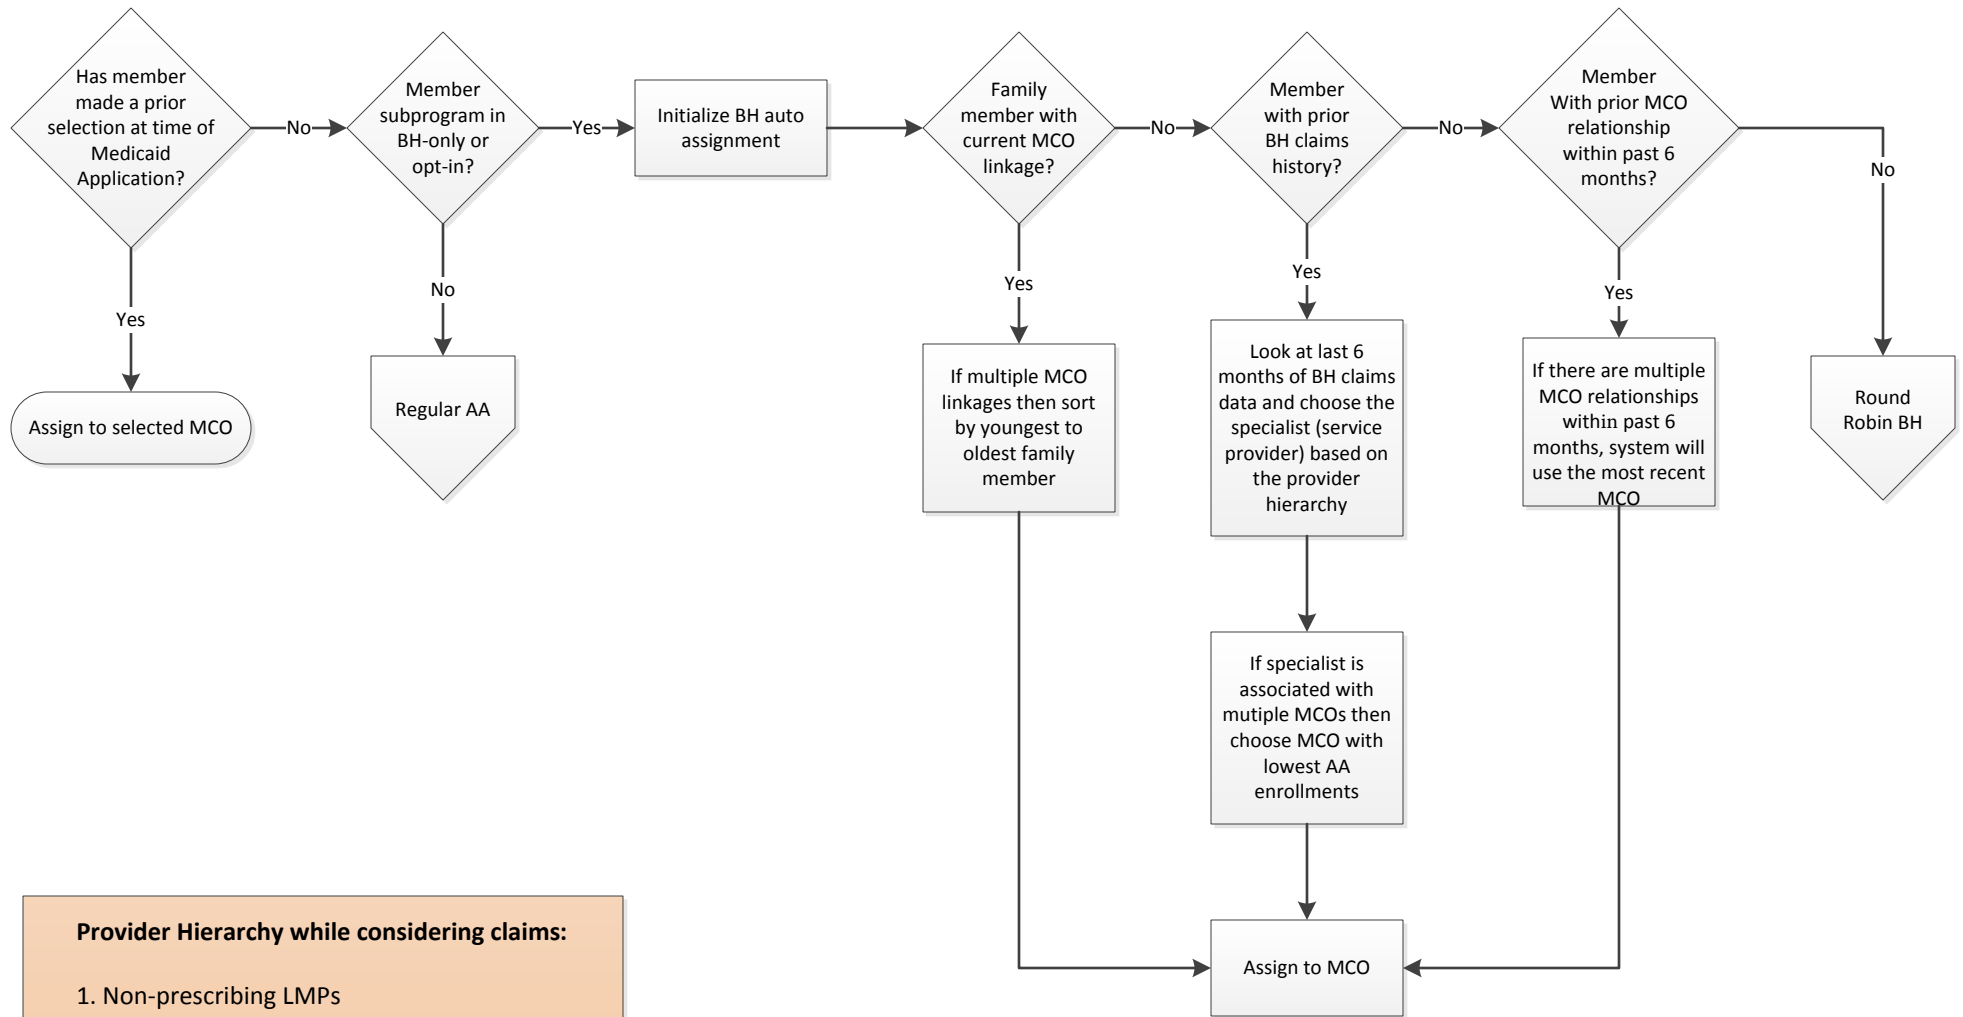 Has member
made a prior
selection at time of
Medicaid
Application?
No
Yes
Assign to selected MCO
Member
subprogram in
BH-only or
opt-in?
Yes
No
Regular AA
Initialize BH auto
assignment
Family
member with
current MCO
linkage?
No
Yes
If multiple MCO
linkages then sort
by youngest to
oldest family
member
Member
with prior
BH claims
history?
No
Yes
Look at last 6
months of BH claims
data and choose the
specialist (service
provider) based on
the provider
hierarchy
If specialist is
associated with
mutiple MCOs then
choose MCO with
lowest AA
enrollments
Member
With prior MCO
relationship
within past 6
months?
No
Yes
If there are multiple
MCO relationships
within past 6
months, system will
use the most recent
MCO
Round
Robin BH
Assign to MCO
Provider Hierarchy while considering claims:
1. Non-prescribing LMPs